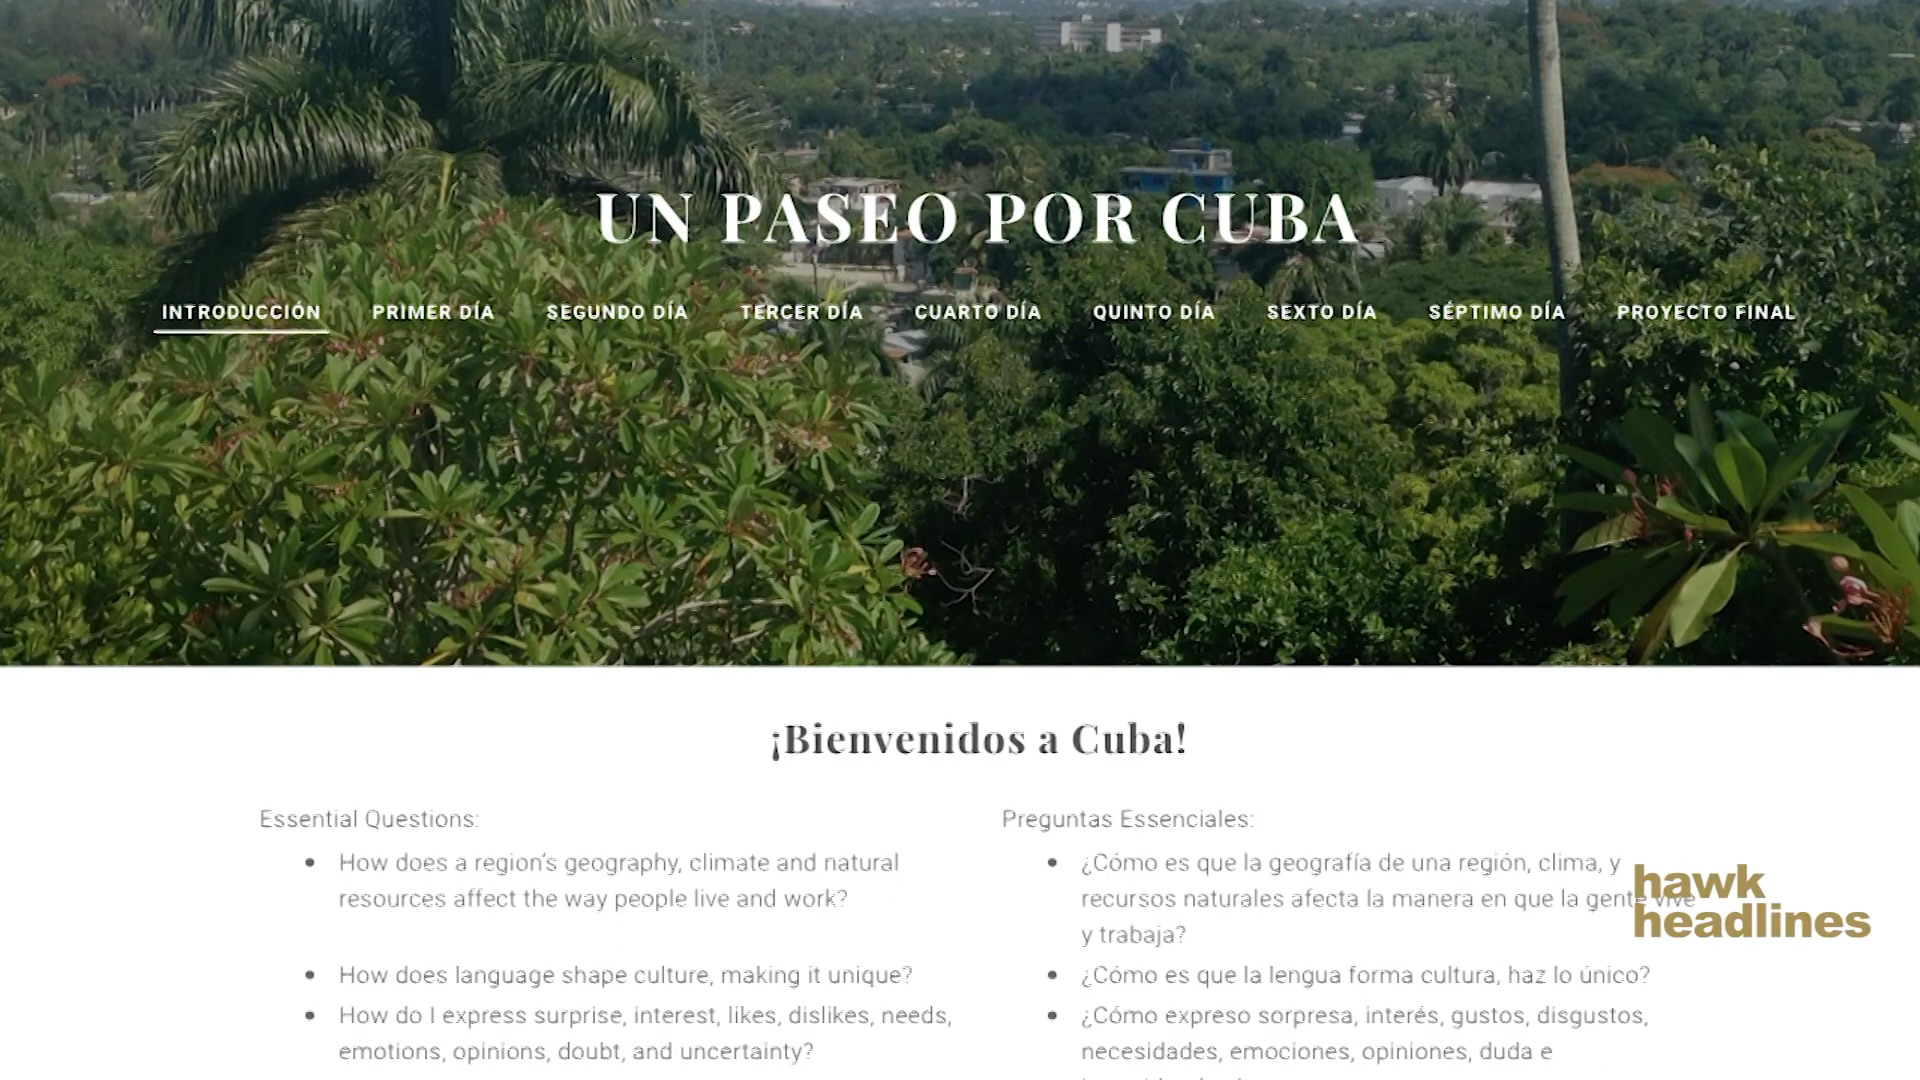 UN PASEO POR CUBA
INTRODUCCIÓN PRIMER DÍA SEGUNDO DÍA TERCER DÍA CUARTO DÍA QUINTO DÍA SEXTO DÍA SÉPTIMO DÍA PROYECTO FINAL
¡Bienvenidos a Cuba!
Essential Questions:
How does a region's geography, climate and natural
resources affect the way people live and work?
How does language shape culture, making it unique?
How do I express surprise, interest, likes, dislikes, needs,
emotions, opinions, doubt, and uncertainty?
Preguntas Essenciales:
¿Cómo es que la geografía de una región, clima, y
recursos naturales afecta la manera en que la gente vive
y trabaja?
¿Cómo es que la lengua forma cultura, haz lo único?
¿Cómo expreso sorpresa, interés, gustos, disgustos,
necesidades, emociones, opiniones, duda e
hawk
headlines